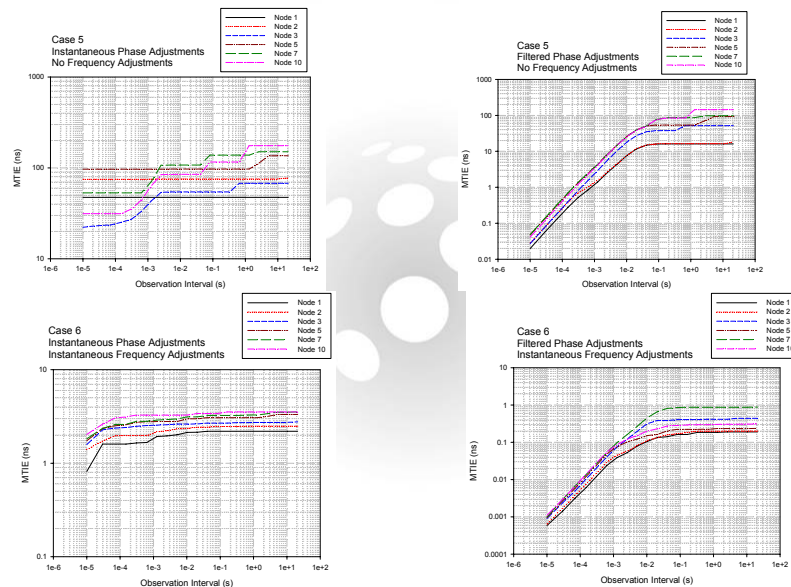 Node 1
Node 2
Node 3
Node 5
Node 7
Node 10
Case 5
Instantaneous Phase Adjustments
No Frequency Adjustments
1000
100
10
MTIE (ns)
1e-6 1e-5 1e-4 1e-3 1e-2 1e-1 1e+0 1e+1 1e+2
Observation Interval (s)
Node 1
Node 2
Node 3
Node 5
Node 7
Node 10
Case 5
Filtered Phase Adjustments
No Frequency Adjustments
1000
100
10
1
0.1
0.01
MTIE (ns)
1e-6 1e-5 1e-4 1e-3 1e-2 1e-1 1e+0 1e+1 1e+2
Observation Interval (s)
Node 1
Node 2
Node 3
Node 5
Node 7
Node 10
Case 6
Instantaneous Phase Adjustments
Instantaneous Frequency Adjustments
10
1
0.1
MTIE (ns)
1e-6 1e-5 1e-4 1e-3 1e-2 1e-1 1e+0 1e+1 1e+2
Observation Interval (s)
Node 1
Node 2
Node 3
Node 5
Node 7
Node 10
Case 6
Filtered Phase Adjustments
Instantaneous Frequency Adjustments
10
1
0.1
0.01
0.001
0.0001
MTIE (ns)
1e-6 1e-5 1e-4 1e-3 1e-2 1e-1 1e+0 1e+1 1e+2
Observation Interval (s)